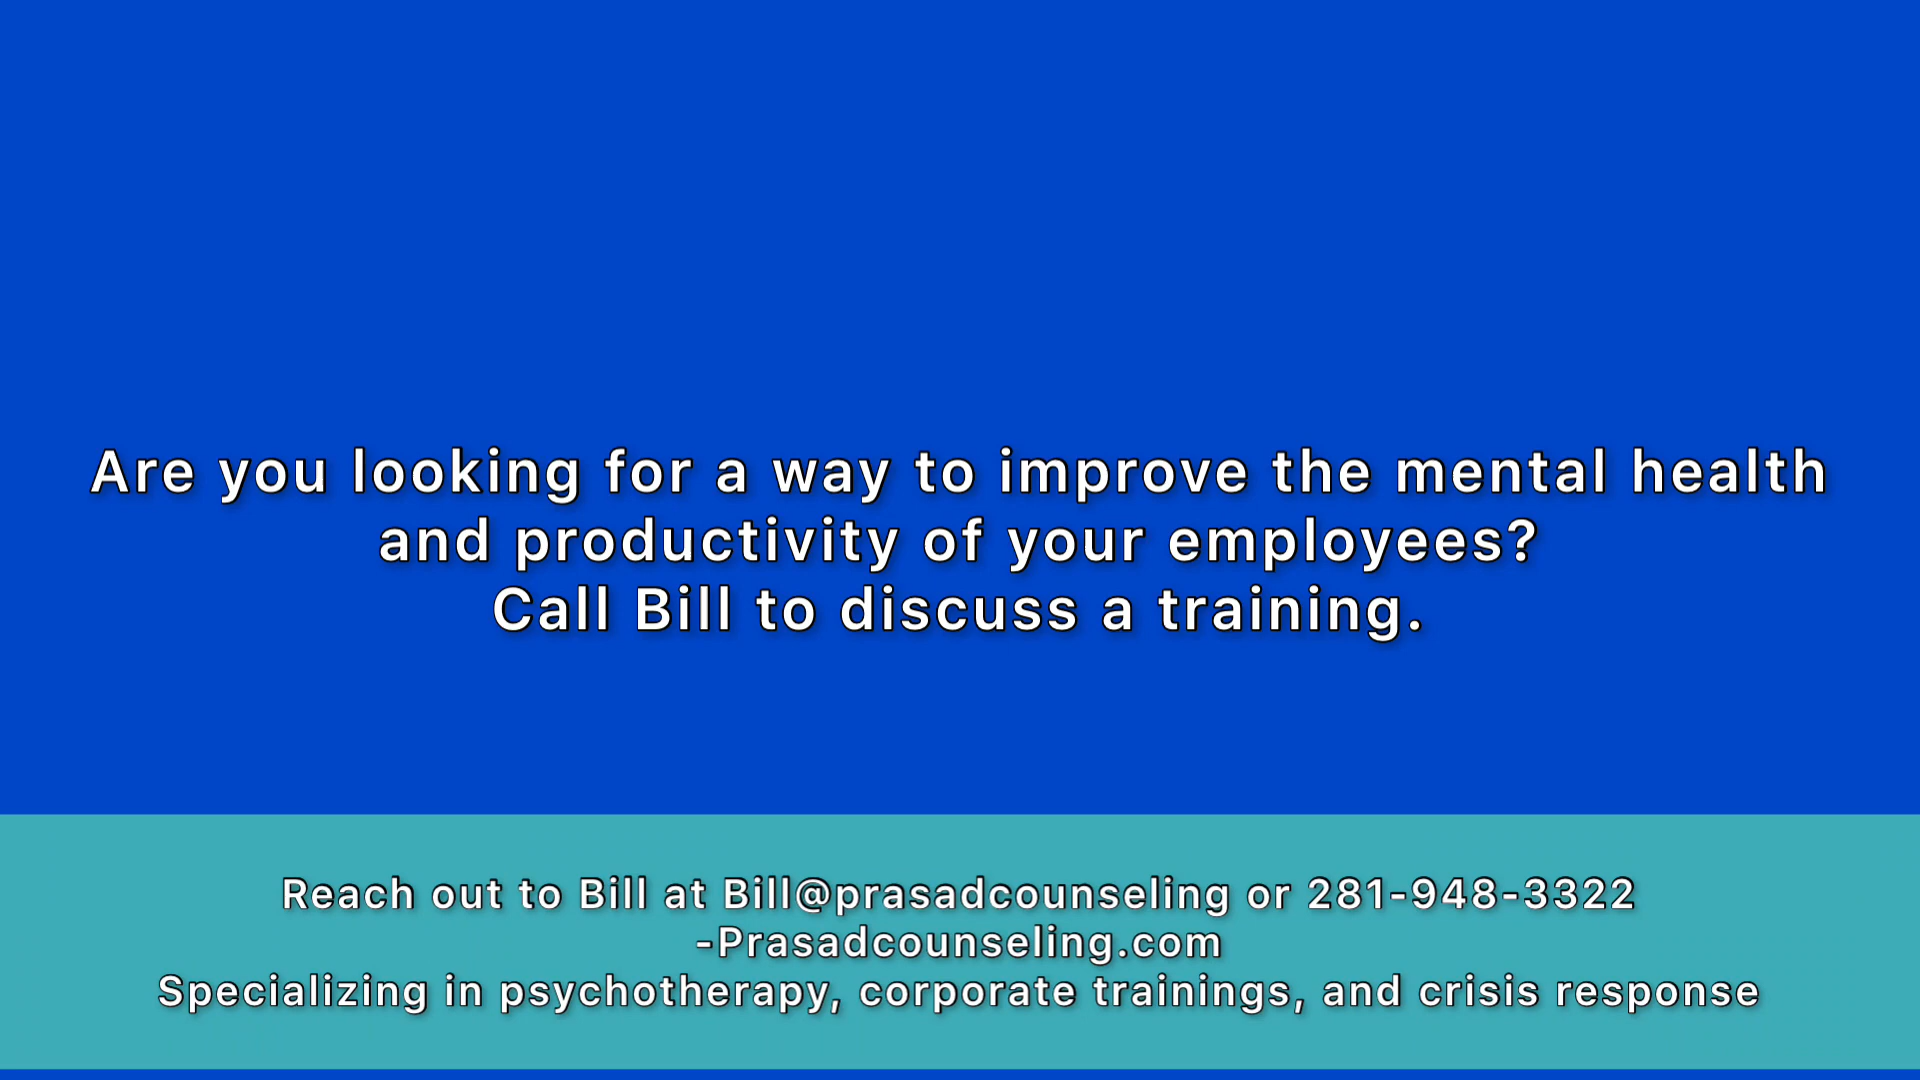 Are you looking for a way to improve the mental health
and productivity of your employees?
Call Bill to discuss a training.
Reach out to Bill at Bill@prasadcounseling or 281-948-3322
-Prasadcounseling.com
Specializing in psychotherapy, corporate trainings, and crisis response